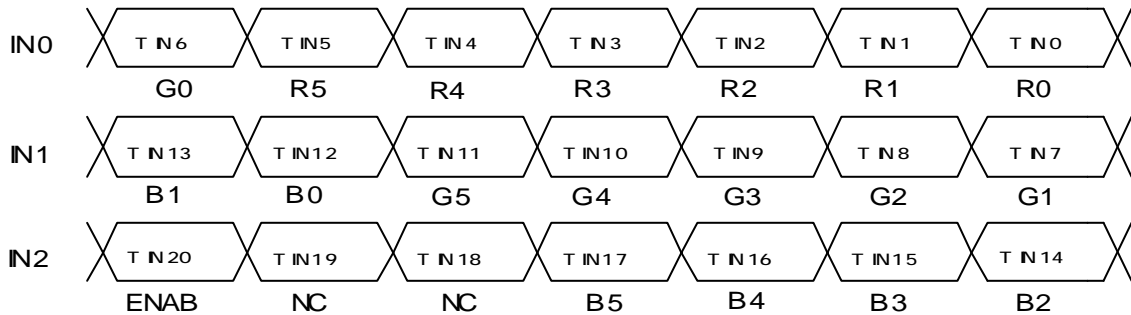 IN0 TIN6 TIN5 TIN4 TIN3 TIN2 TIN1 TIN0
G0 R5 R4 R3 R2 R1 R0
IN1 TIN13 TIN12 TIN11 TIN10 TIN9 TIN8 TIN7
B1 B0 G5 G4 G3 G2 G1
IN2 TIN20 TIN19 TIN18 TIN17 TIN16 TIN15 TIN14
ENAB NC NC B5 B4 B3 B2